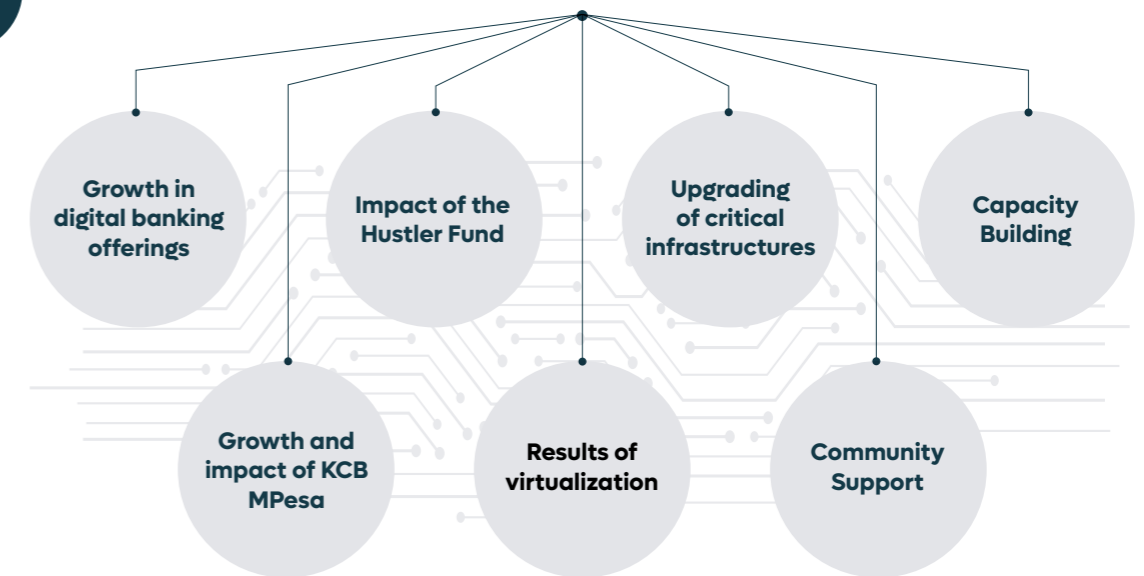 Growth in
digital banking
offerings
Impact of the
Hustler Fund
Upgrading
of critical
infrastructures
Capacity
Building
Growth and
impact of KCB
MPesa
Results of
virtualization
Community
Support